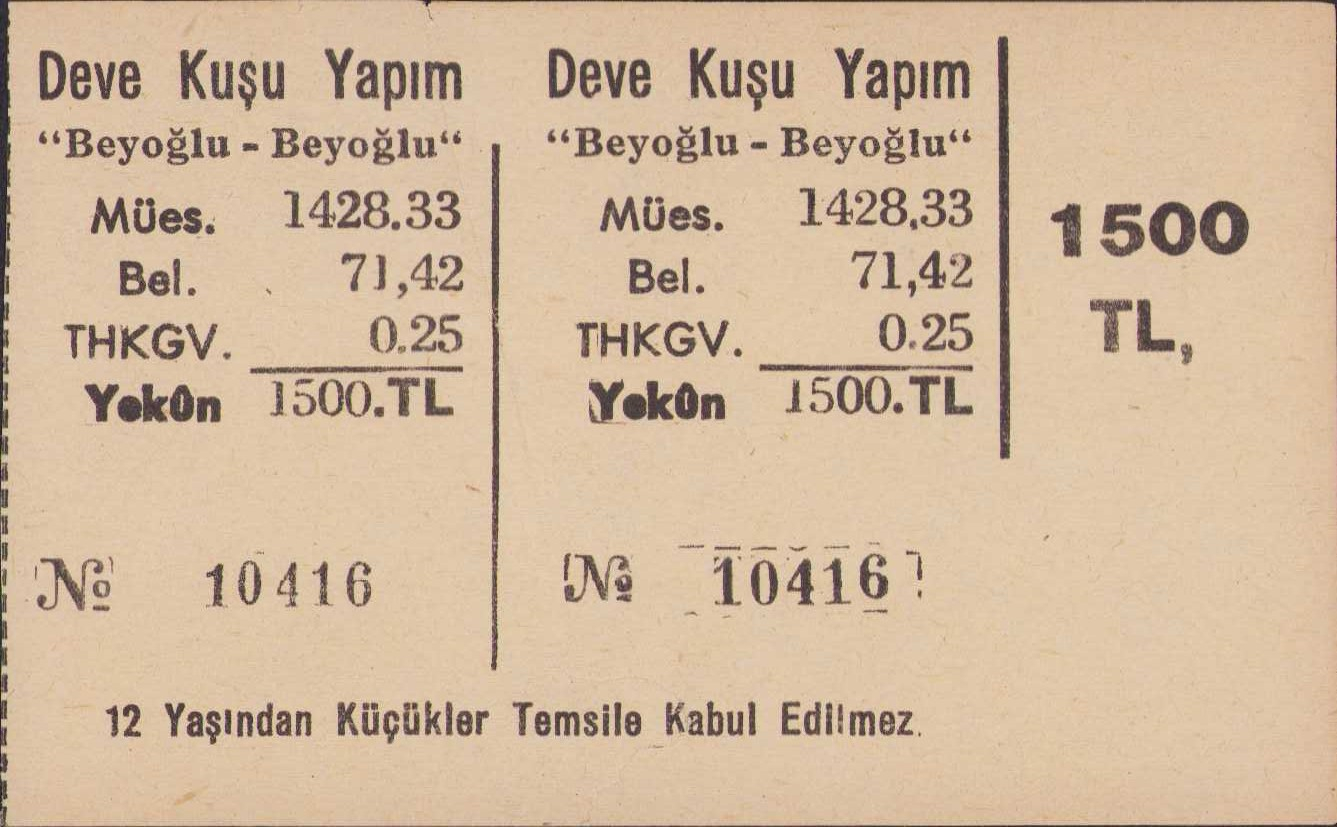 Deve Kuşu Yapım
“Beyoğlu - Beyoğlu“
Mües. 1428.33
Bel. 71,42
THKGV. 0.25
Yekûn 1500.TL
№ 10416
Deve Kuşu Yapım
“Beyoğlu - Beyoğlu“
Mües. 1428,33
Bel. 71,42
THKGV. 0.25
Yekûn 1500.TL
№ 10416
1500
TL,
12 Yaşından Küçükler Temsile Kabul Edilmez.